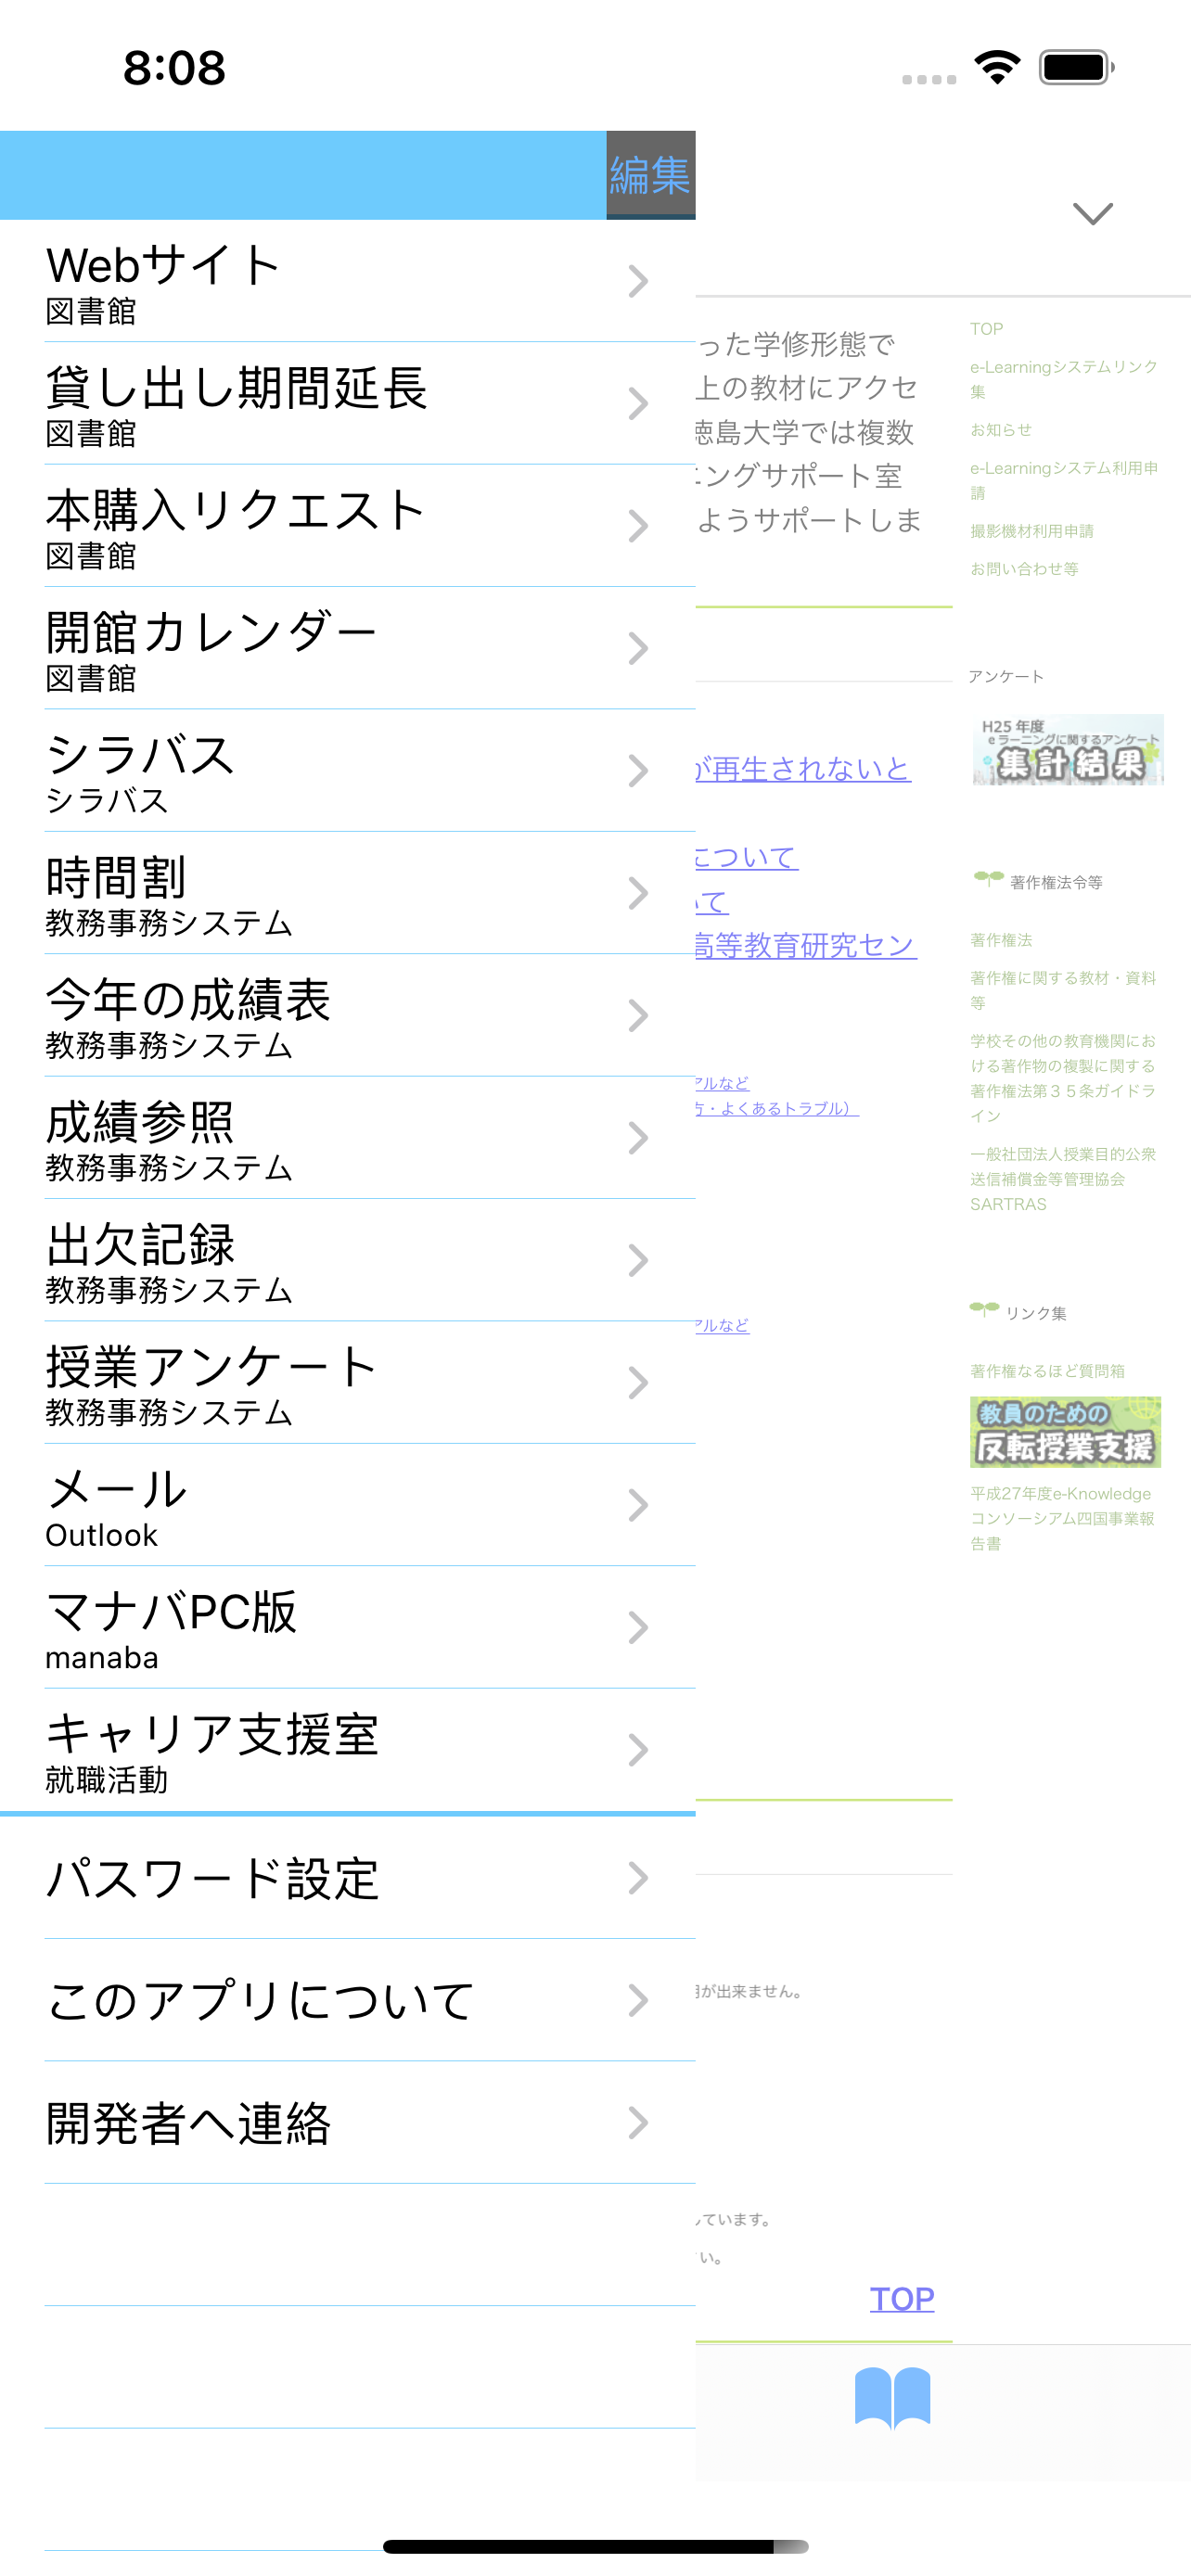 8:08
編集
Webサイト
図書館
貸し出し期間延長
図書館
本購入リクエスト
図書館
開館カレンダー
図書館
シラバス
シラバス
時間割
教務事務システム
今年の成績表
教務事務システム
成績参照
教務事務システム
出欠記録
教務事務システム
授業アンケート
教務事務システム
メール
Outlook
マナバPC版
manaba
キャリア支援室
就職活動
パスワード設定
このアプリについて
開発者へ連絡
った学修形態で
上の教材にアクセ
徳島大学では複数
ニングサポート室
ようサポートしま
が再生されないと
について
いて
高等教育研究セン
アルなど
方・よくあるトラブル）
アルなど
用が出来ません。
しています。
い。
TOP
TOP
e-Learningシステムリンク
集
お知らせ
e-Learningシステム利用申
請
撮影機材利用申請
お問い合わせ等
アンケート
H25 年度
eラーニングに関するアンケート
集計結果
著作権法令等
著作権法
著作権に関する教材・資料
等
学校その他の教育機関にお
ける著作物の複製に関する
著作権法第３５条ガイドラ
イン
一般社団法人授業目的公衆
送信補償金等管理協会
SARTRAS
リンク集
著作権なるほど質問箱
教員のための
反転授業支援
平成27年度e-Knowledge
コンソーシアム四国事業報
告書